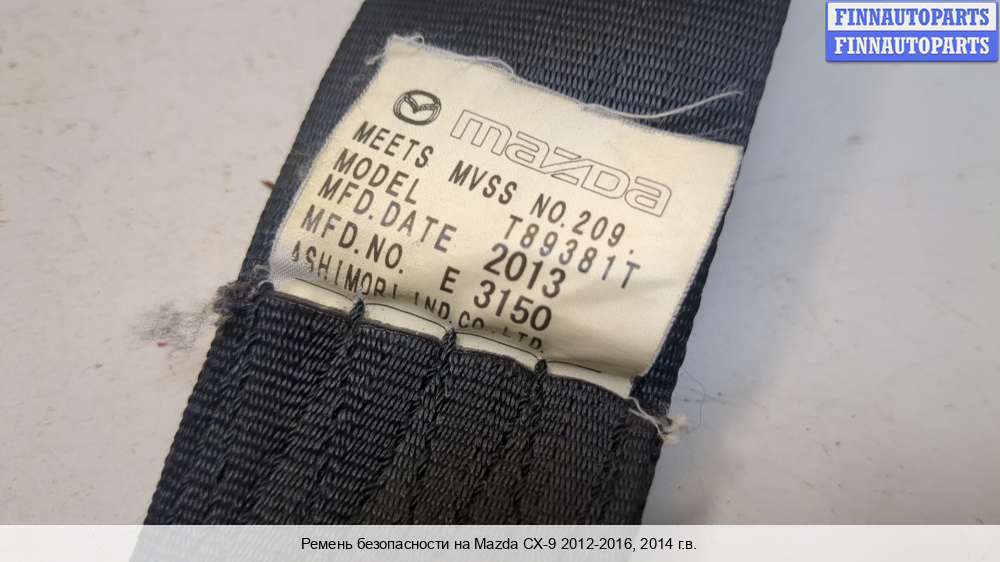 FINNAUTOPARTS
FINNAUTOPARTS
mazda
MEETS MVSS NO.209.
MODEL T89381T
MFD.DATE 2013
MFD.NO. E 3150
ASHIMORI IND.CO.,LTD.
Ремень безопасности на Mazda CX-9 2012-2016, 2014 г.в.